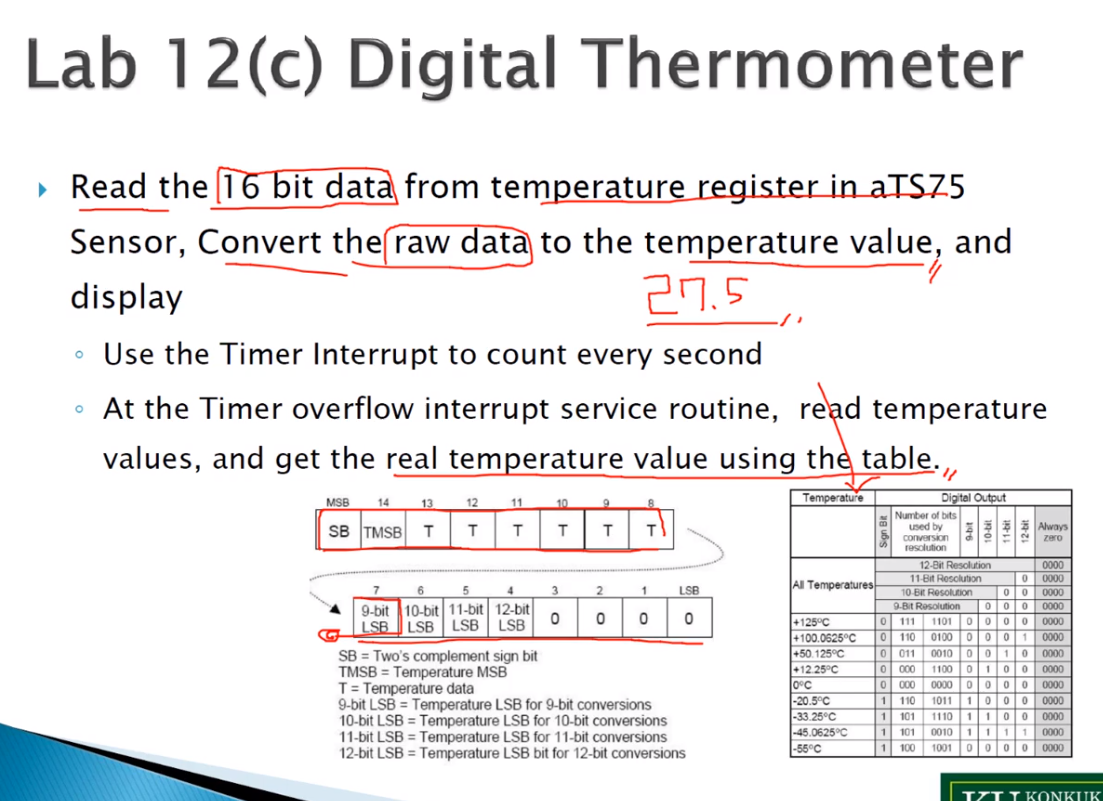 Lab 12(c) Digital Thermometer
Read the 16 bit data from temperature register in aTS75
Sensor, Convert the raw data to the temperature value, and
display
27.5
Use the Timer Interrupt to count every second
At the Timer overflow interrupt service routine, read temperature
values, and get the real temperature value using the table.
MSB 14 13 12 11 10 9 8
SB TMSB T T T T T T
7 6 5 4 3 2 1 LSB
9-bit LSB 10-bit LSB 11-bit LSB 12-bit LSB 0 0 0 0
SB = Two's complement sign bit
TMSB = Temperature MSB
T = Temperature data
9-bit LSB = Temperature LSB for 9-bit conversions
10-bit LSB = Temperature LSB for 10-bit conversions
11-bit LSB = Temperature LSB for 11-bit conversions
12-bit LSB = Temperature LSB bit for 12-bit conversions
Temperature Digital Output
Sign Bit Number of bits used by conversion resolution 9-bit 10-bit 11-bit 12-bit Always zero
All Temperatures
12-Bit Resolution 0000
11-Bit Resolution 0 0000
10-Bit Resolution 0 0 0000
9-Bit Resolution 0 0 0 0000
+125°C 0 111 1101 0 0 0 0 0000
+100.0625°C 0 110 0100 0 0 0 1 0000
+50.125°C 0 011 0010 0 0 1 0 0000
+12.25°C 0 000 1100 0 1 0 0 0000
0°C 0 000 0000 0 0 0 0 0000
-20.5°C 1 110 1011 1 0 0 0 0000
-33.25°C 1 101 1110 1 1 0 0 0000
-45.0625°C 1 101 0010 1 1 1 1 0000
-55°C 1 100 1001 0 0 0 0 0000
KU KONKUK